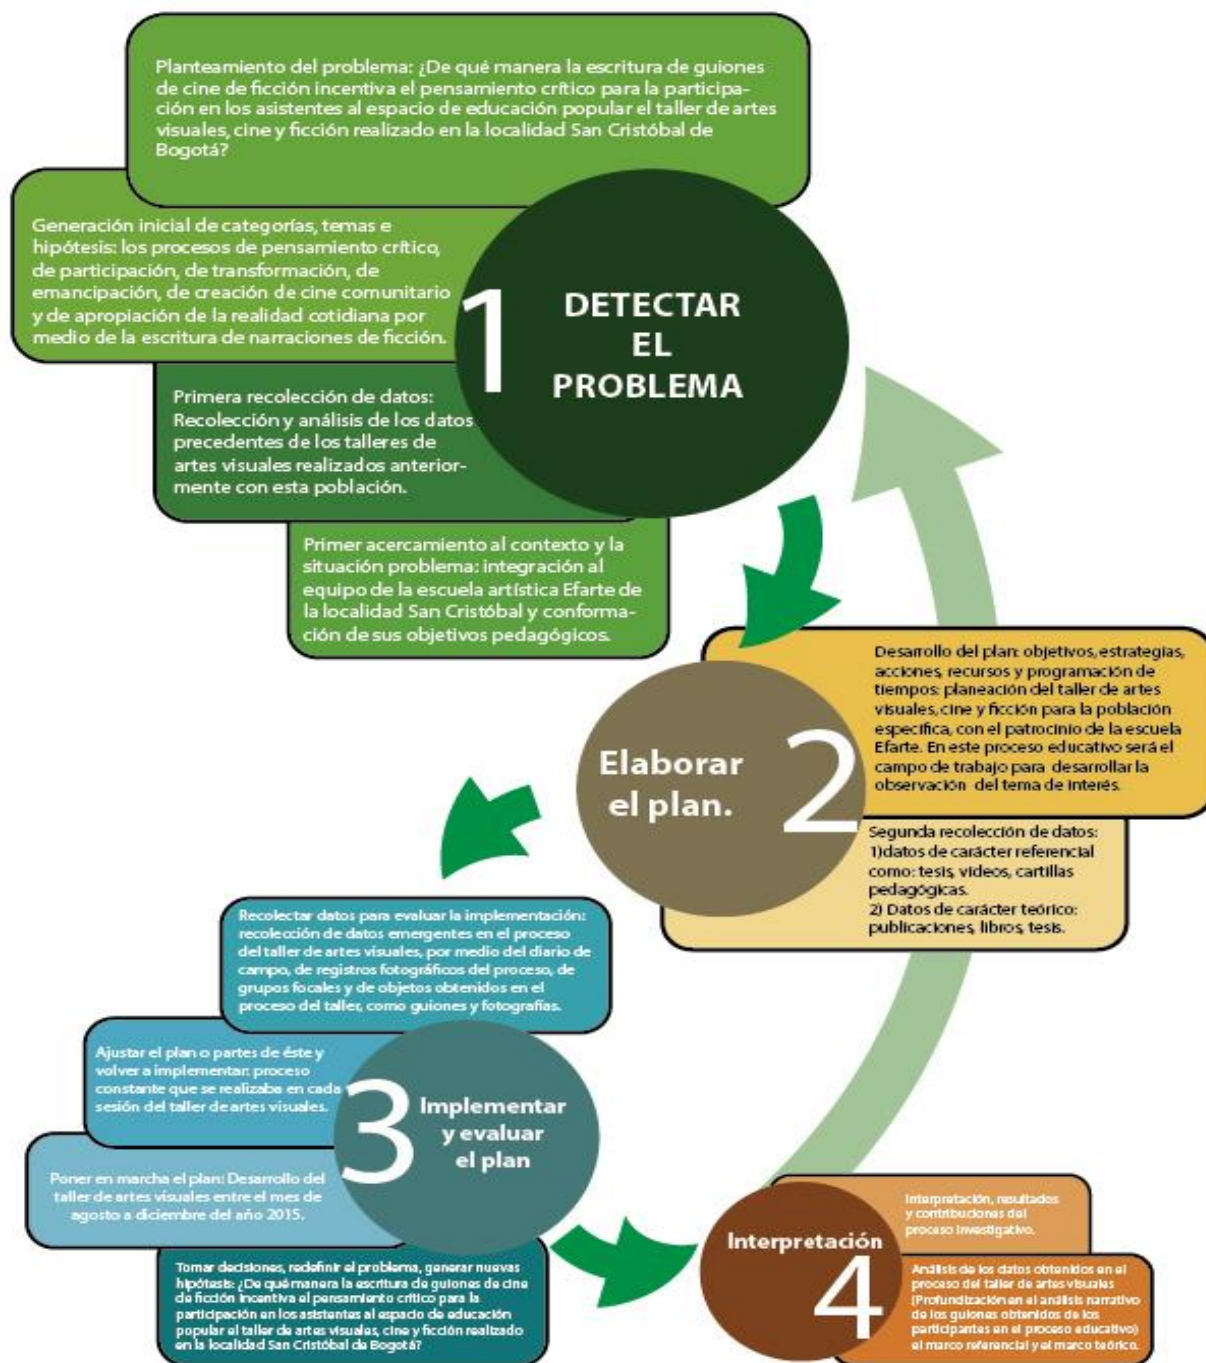 Planteamiento del problema: ¿De qué manera la escritura de guiones
de cine de ficción incentiva el pensamiento crítico para la participa-
ción en los asistentes al espacio de educación popular el taller de artes
visuales, cine y ficción realizado en la localidad San Cristóbal de
Bogotá?
Generación inicial de categorías, temas e
hipótesis: los procesos de pensamiento crítico,
de participación, de transformación, de
emancipación, de creación de cine comunitario
y de apropiación de la realidad cotidiana por
medio de la escritura de narraciones de ficción.
1
DETECTAR
EL
PROBLEMA
Primera recolección de datos:
Recolección y análisis de los datos
precedentes de los talleres de
artes visuales realizados anterior-
mente con esta población.
Primer acercamiento al contexto y la
situación problema: integración al
equipo de la escuela artística Efarte de
la localidad San Cristóbal y conforma-
ción de sus objetivos pedagógicos.
Elaborar
el plan.
2
Desarrollo del plan: objetivos, estrategias,
acciones, recursos y programación de
tiempos: planeación del taller de artes
visuales, cine y ficción para la población
especifica, con el patrocinio de la escuela
Efarte. En este proceso educativo será el
campo de trabajo para desarrollar la
observación del tema de interés.
Segunda recolección de datos:
1)datos de carácter referencial
como: tesis, vídeos, cartillas
pedagógicas.
2) Datos de carácter teórico:
publicaciones, libros, tesis.
Recolectar datos para evaluar la implementación:
recolección de datos emergentes en el proceso
del taller de artes visuales, por medio del diario de
campo, de registros fotográficos del proceso, de
grupos focales y de objetos obtenidos en el
proceso del taller, como guiones y fotografías.
Ajustar el plan o partes de éste y
volver a implementar: proceso
constante que se realizaba en cada
sesión del taller de artes visuales.
3
Implementar
y evaluar
el plan
Poner en marcha el plan: Desarrollo del
taller de artes visuales entre el mes de
agosto a diciembre del año 2015.
Tomar decisiones, redefinir el problema, generar nuevas
hipótesis: ¿De qué manera la escritura de guiones de cine
de ficción incentiva el pensamiento crítico para la
participación en los asistentes al espacio de educación
popular el taller de artes visuales, cine y ficción realizado
en la localidad San Cristóbal de Bogotá?
Interpretación
4
Interpretación, resultados
y contribuciones del
proceso investigativo.
Análisis de los datos obtenidos en el
proceso del taller de artes visuales
(Profundización en el análisis narrativo
de los guiones obtenidos de los
participantes en el proceso educativo)
el marco referencial y el marco teórico.